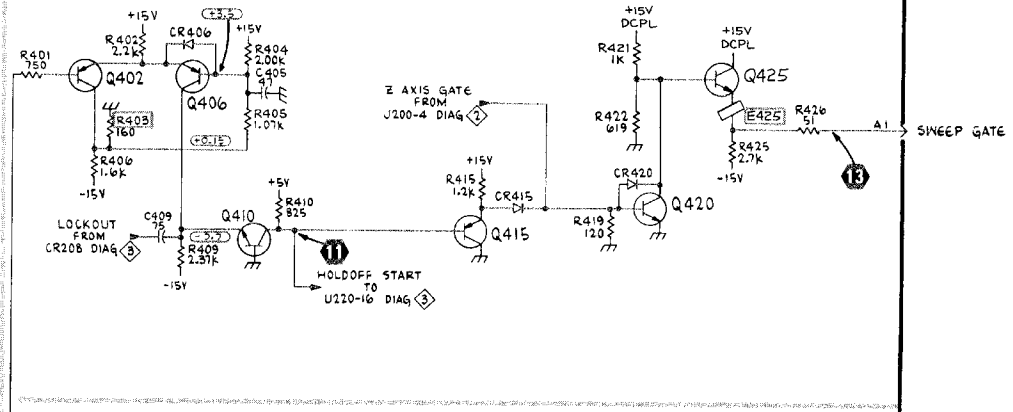 R401
750
Q402
+15V
R402
2.2K
CR406
+3.5
+15V
R404
2.00K
C405
47
Q406
R403
160
R405
1.07K
+0.15
R406
1.6K
-15V
LOCKOUT
FROM
CR208 DIAG 3
C409
75
R409
2.37K
-15V
Q410
+5V
R410
825
11
HOLDOFF START
TO
U220-16 DIAG 3
Z AXIS GATE
FROM
J200-4 DIAG 2
+15V
R415
1.2K
CR415
Q415
R419
120
CR420
Q420
+15V
DCPL
R421
1K
R422
619
+15V
DCPL
Q425
E425
R425
2.7K
-15V
R426
51
13
A1
SWEEP GATE